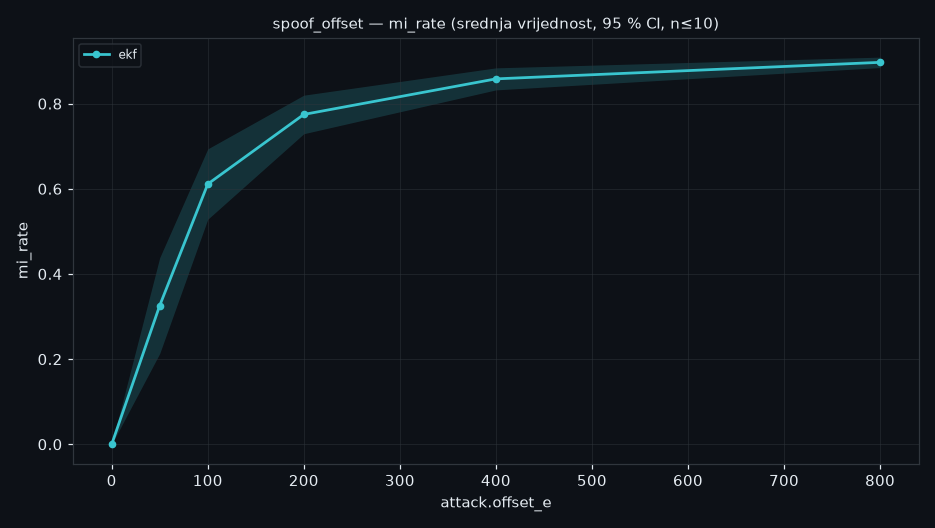 spoof_offset — mi_rate (srednja vrijednost, 95 % CI, n≤10)
ekf
mi_rate
0.8
0.6
0.4
0.2
0.0
0 100 200 300 400 500 600 700 800
attack.offset_e